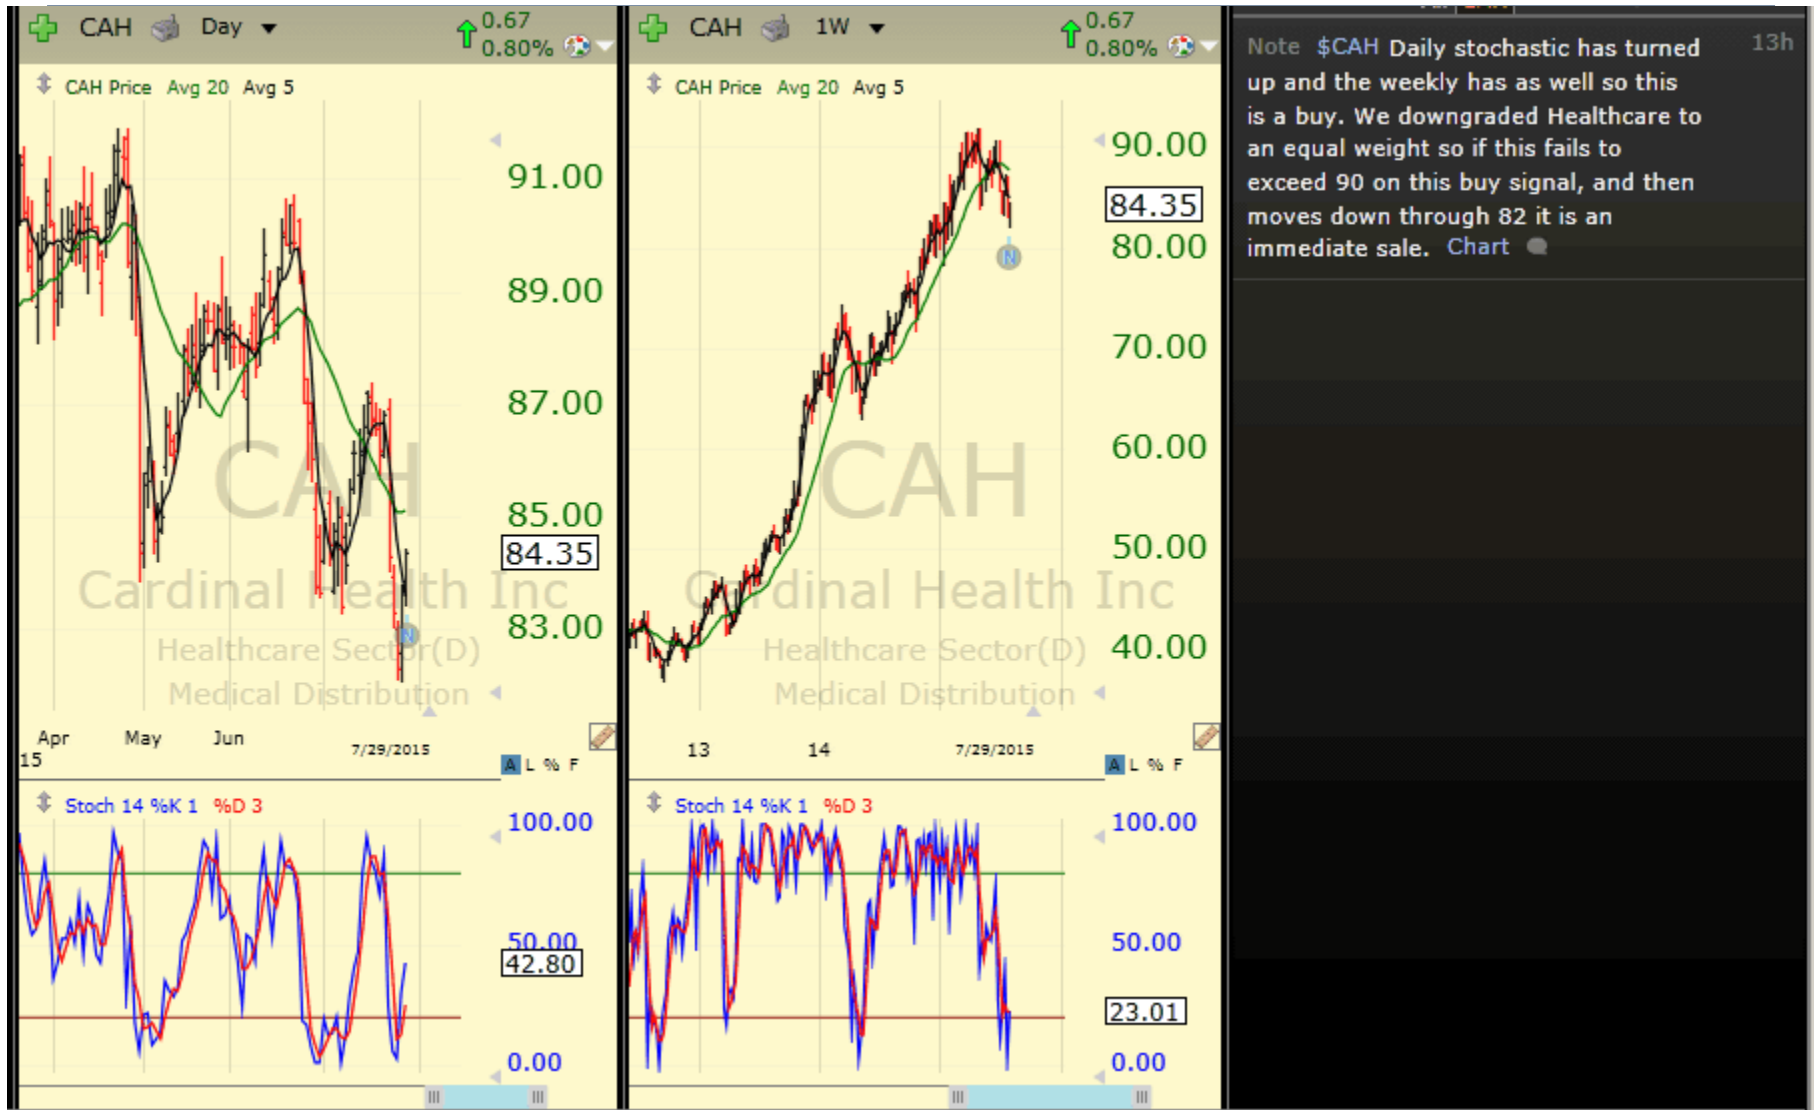 CAH Day 0.67
0.80%
CAH Price Avg 20 Avg 5
91.00
89.00
87.00
85.00
84.35
83.00
CAH
Cardinal Health Inc
Healthcare Sector(D)
Medical Distribution
N
Apr May Jun 7/29/2015
15
A L % F
Stoch 14 %K 1 %D 3
100.00
50.00
42.80
0.00
CAH 1W 0.67
0.80%
CAH Price Avg 20 Avg 5
90.00
84.35
80.00
70.00
60.00
50.00
40.00
N
CAH
Cardinal Health Inc
Healthcare Sector(D)
Medical Distribution
13 14 7/29/2015
A L % F
Stoch 14 %K 1 %D 3
100.00
50.00
23.01
0.00
Note $CAH Daily stochastic has turned 13h
up and the weekly has as well so this
is a buy. We downgraded Healthcare to
an equal weight so if this fails to
exceed 90 on this buy signal, and then
moves down through 82 it is an
immediate sale. Chart